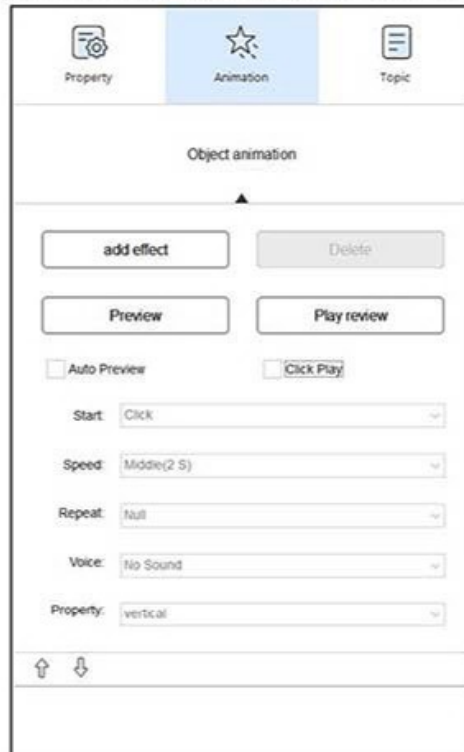 Property Animation Topic
Object animation
add effect Delete
Preview Play review
Auto Preview Click Play
Start: Click
Speed: Middle(2 S)
Repeat: Null
Voice: No Sound
Property: vertical